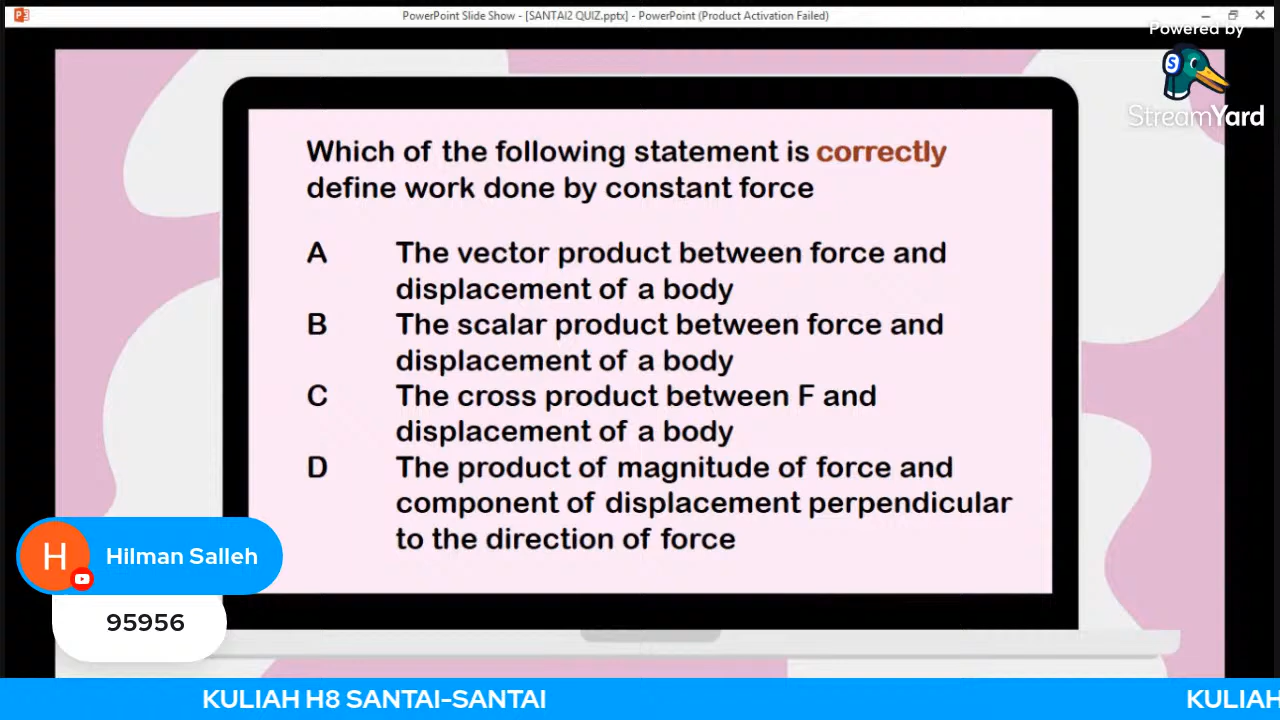 PowerPoint Slide Show - [SANTAI2 QUIZ.pptx] - PowerPoint (Product Activation Failed)
Powered by
StreamYard
Which of the following statement is correctly
define work done by constant force
A The vector product between force and
displacement of a body
B The scalar product between force and
displacement of a body
C The cross product between F and
displacement of a body
D The product of magnitude of force and
component of displacement perpendicular
to the direction of force
H Hilman Salleh
95956
KULIAH H8 SANTAI-SANTAI KULIAH